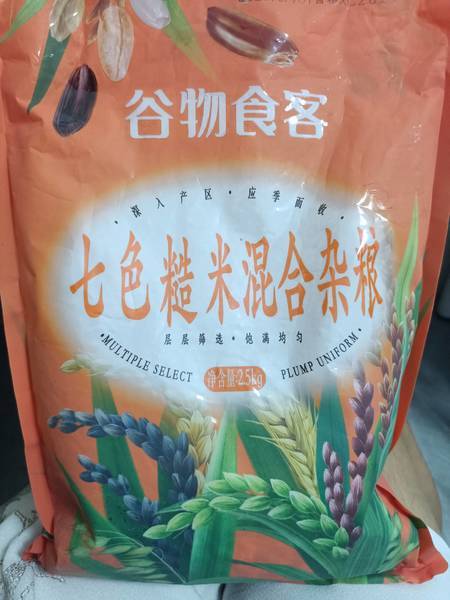 谷物食客
·深入产区·应季面收·
七色糙米混合杂粮
层层筛选·饱满均匀
·MULTIPLE SELECT PLUMP UNIFORM·
净含量:2.5kg